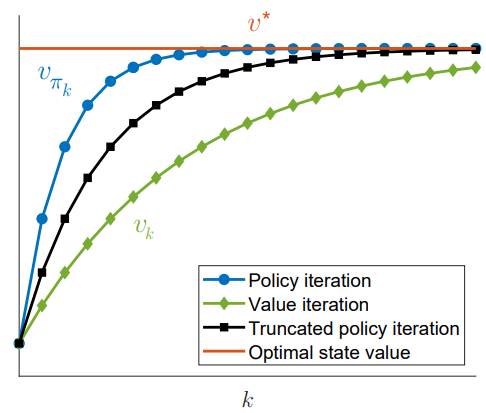 v*
v_{π_k}
v_k
Policy iteration
Value iteration
Truncated policy iteration
Optimal state value
k